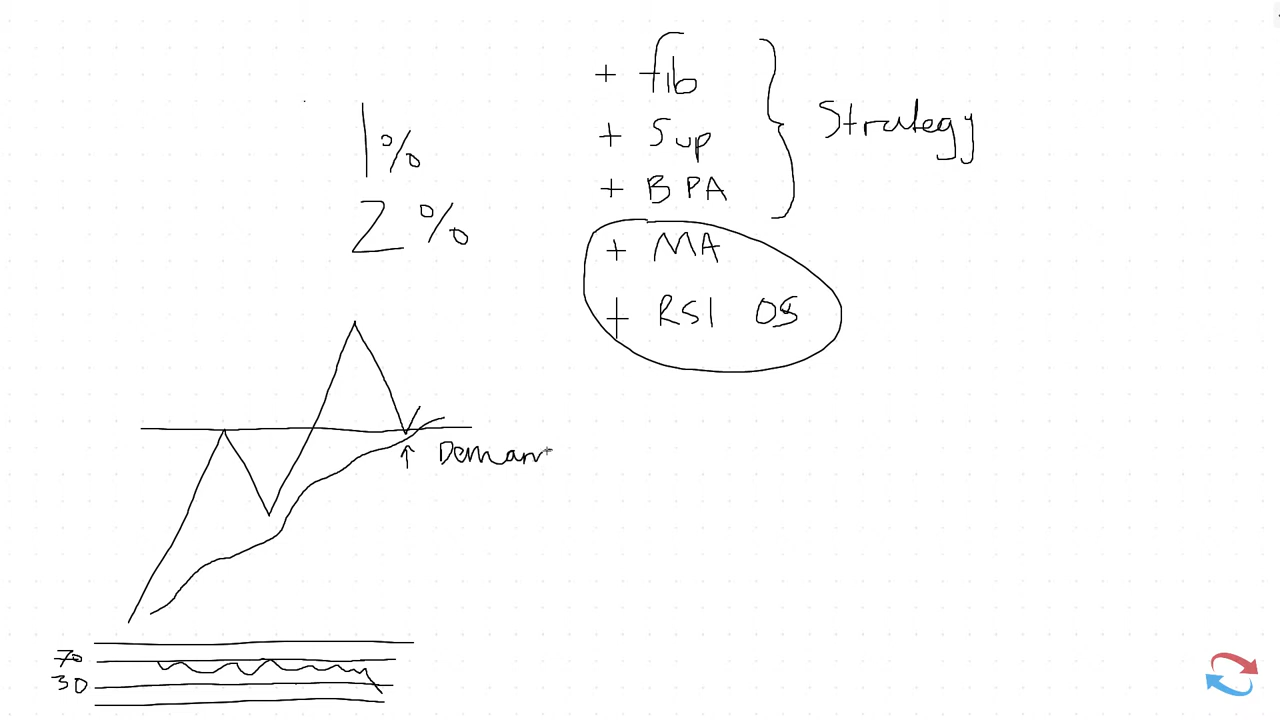 1%
2%
+ fib
+ Sup
+ BPA
Strategy
+ MA
+ RSI OS
Deman
70
30